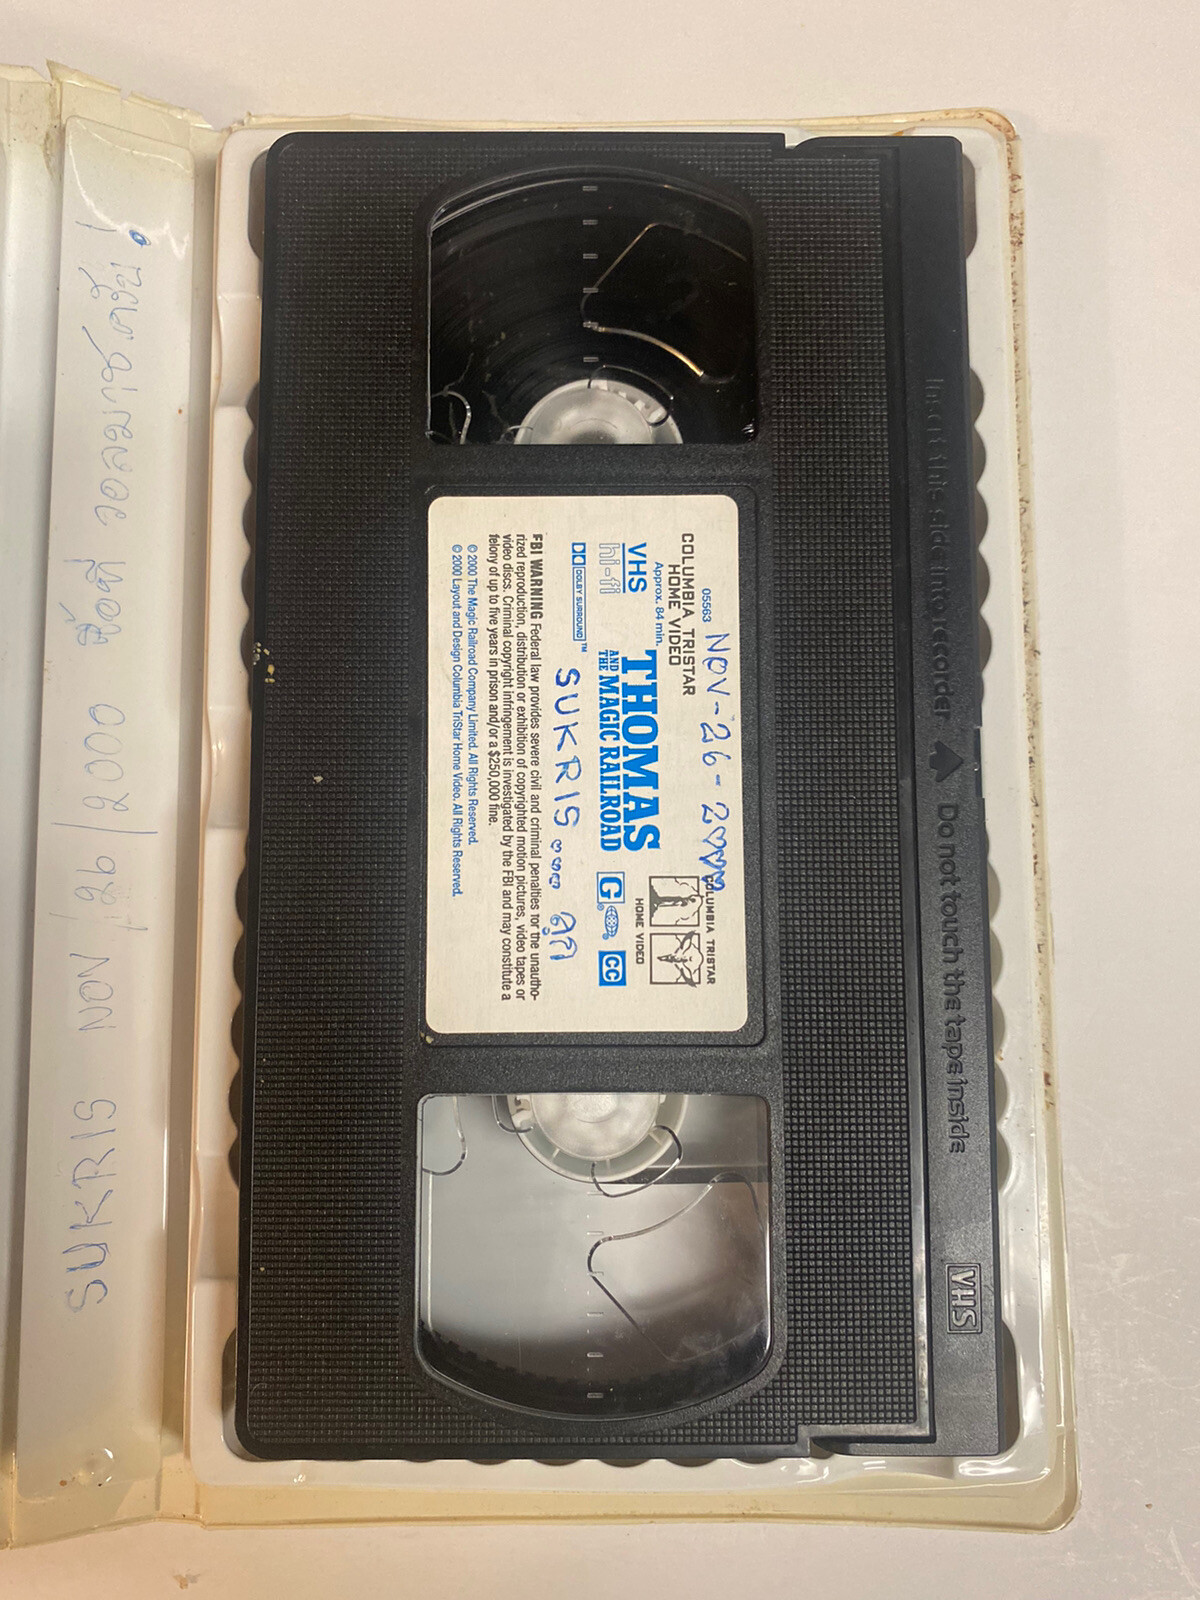 05563 NOV-26-2000
COLUMBIA TRISTAR
HOME VIDEO
COLUMBIA TRISTAR
HOME VIDEO
Approx. 84 min.
VHS
hi-fi
THOMAS
AND THE MAGIC RAILROAD
G
CC
DOLBY SURROUND™
SUKRIS
FBI WARNING Federal law provides severe civil and criminal penalties for the unautho-
rized reproduction, distribution or exhibition of copyrighted motion pictures, video tapes or
video discs. Criminal copyright infringement is investigated by the FBI and may constitute a
felony of up to five years in prison and/or a $250,000 fine.
© 2000 The Magic Railroad Company Limited. All Rights Reserved.
© 2000 Layout and Design Columbia TriStar Home Video. All Rights Reserved.
Insert this side into recorder Do not touch the tape inside
VHS
SUKRIS NOV, 26, /2000